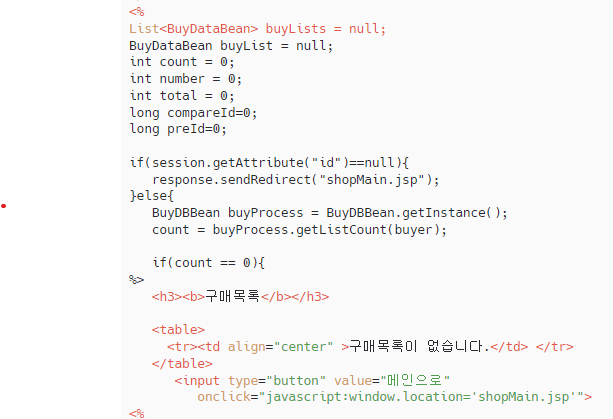 <%
List<BuyDataBean> buyLists = null;
BuyDataBean buyList = null;
int count = 0;
int number = 0;
int total = 0;
long compareId=0;
long preId=0;
if(session.getAttribute("id")==null){
response.sendRedirect("shopMain.jsp");
}else{
BuyDBBean buyProcess = BuyDBBean.getInstance();
count = buyProcess.getListCount(buyer);
if(count == 0){
%>
<h3><b>구매목록</b></h3>
<table>
<tr><td align="center" >구매목록이 없습니다.</td> </tr>
</table>
<input type="button" value="메인으로"
onclick="javascript:window.location='shopMain.jsp'">
<%